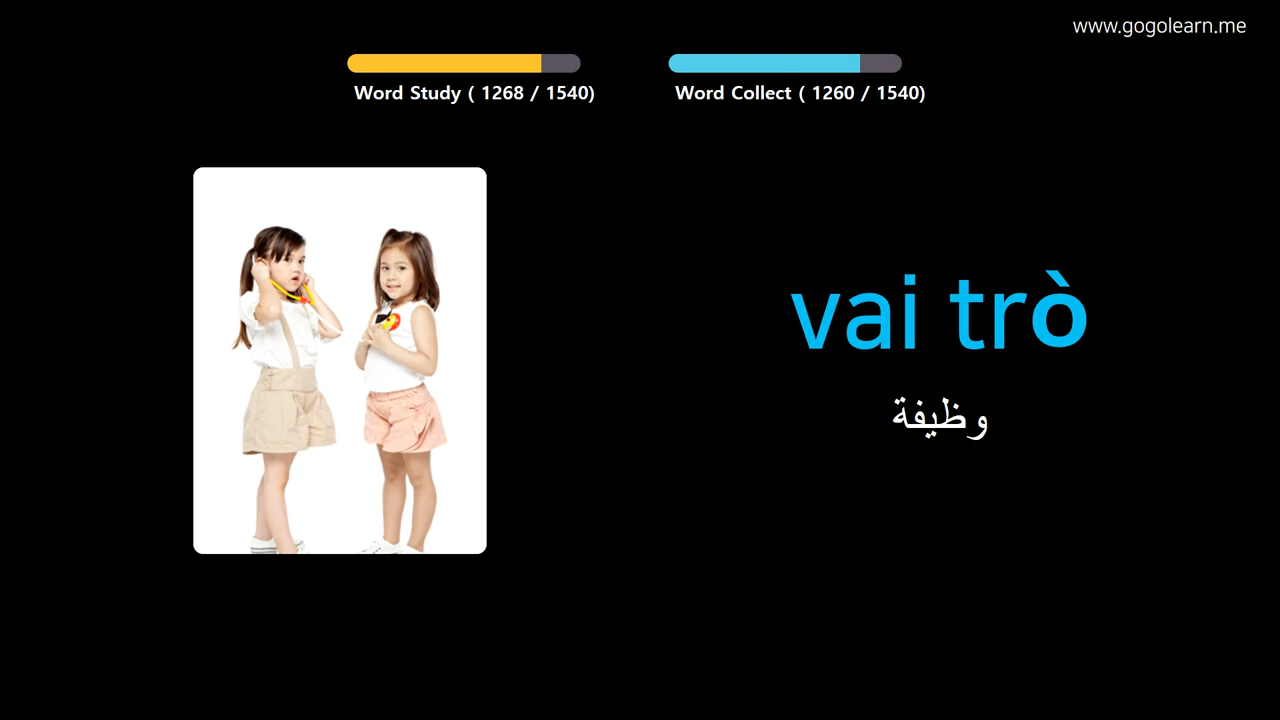 www.gogolearn.me
Word Study ( 1268 / 1540)
Word Collect ( 1260 / 1540)
vai trò
وظيفة